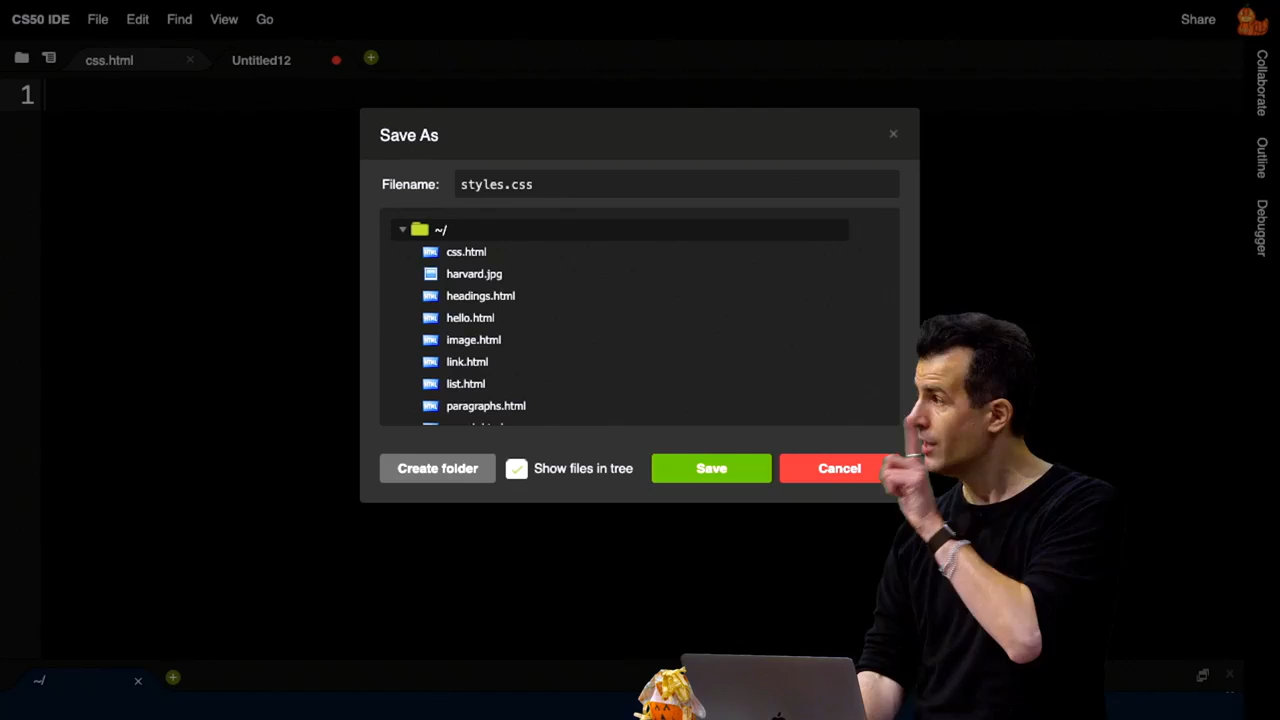 CS50 IDE File Edit Find View Go Share
css.html Untitled12
Collaborate
Outline
Debugger
1
Save As
Filename: styles.css
~/
css.html
harvard.jpg
headings.html
hello.html
image.html
link.html
list.html
paragraphs.html
Create folder Show files in tree Save Cancel
~/